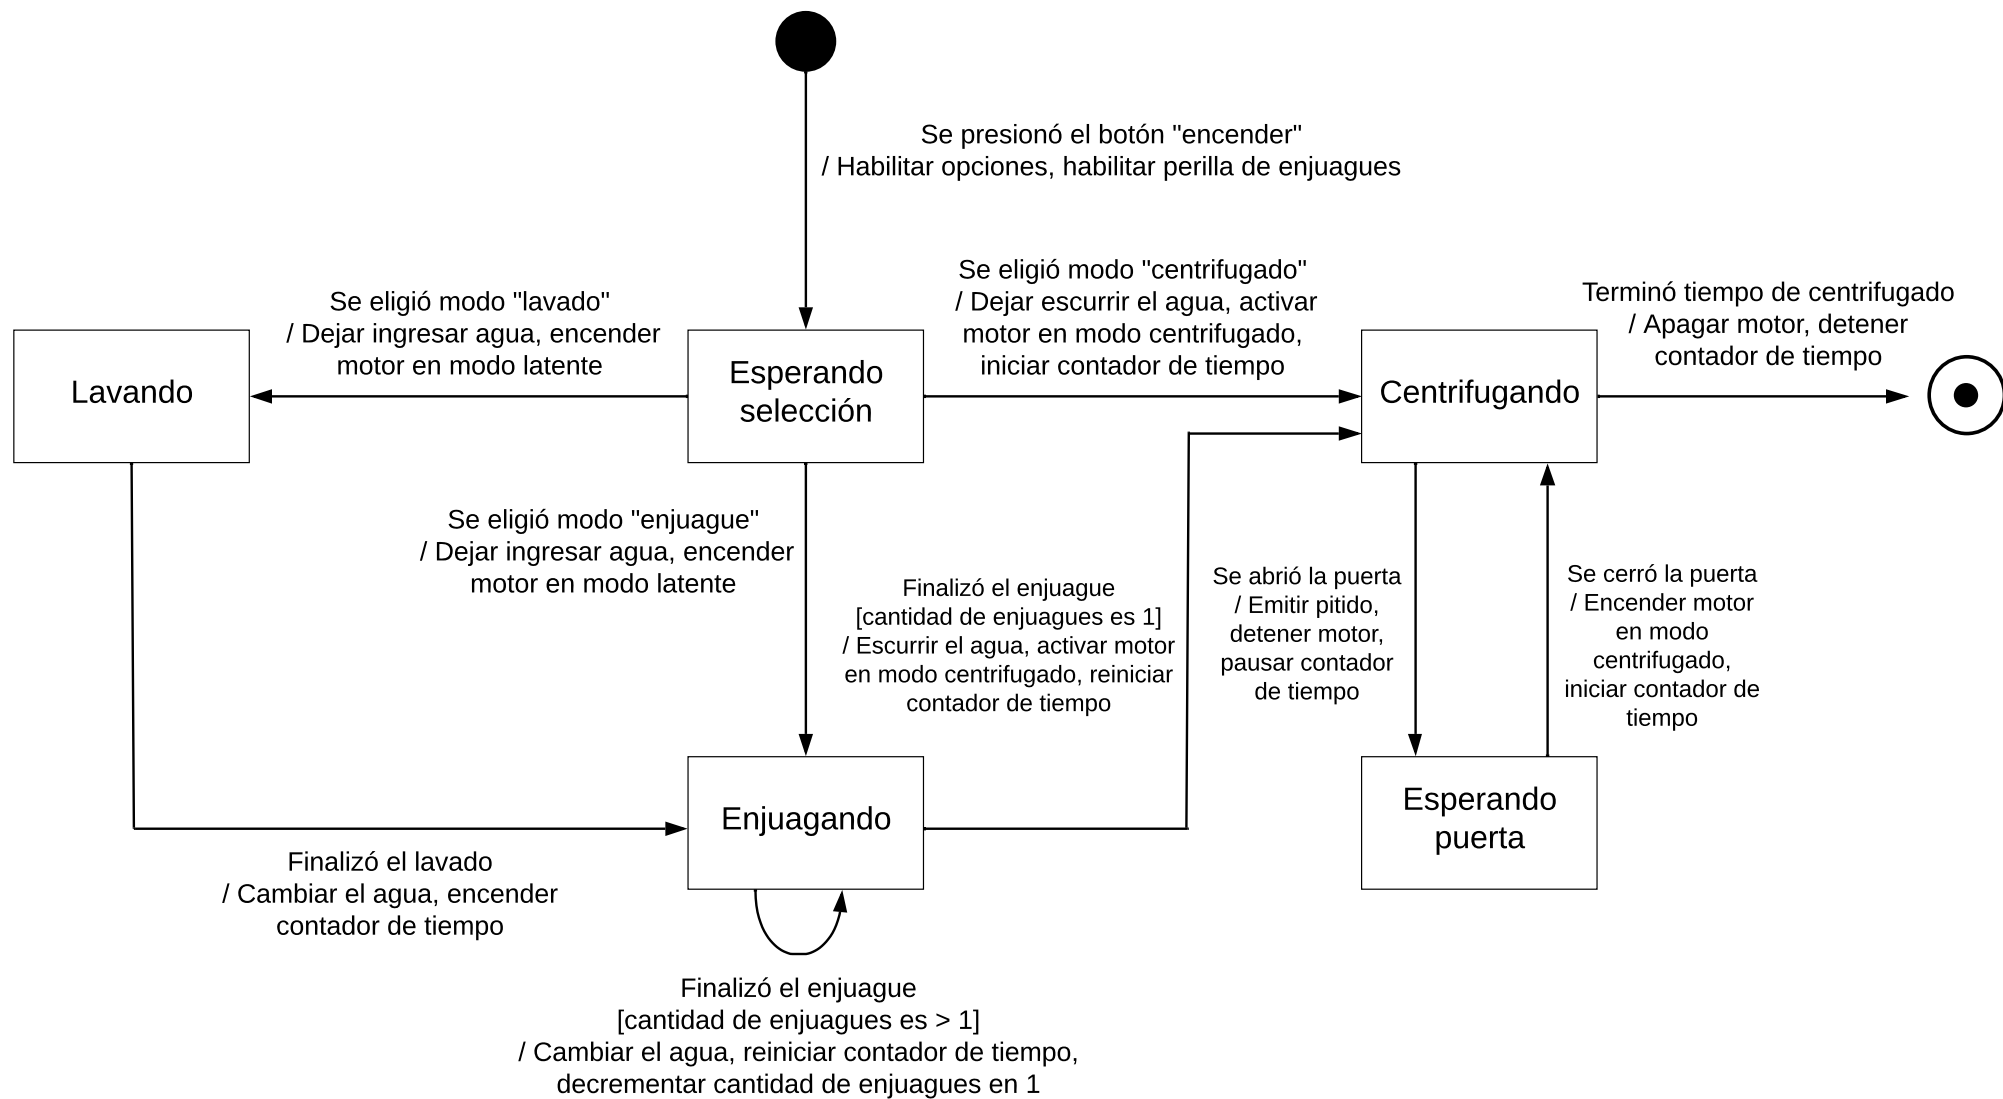 Se presionó el botón "encender"
/ Habilitar opciones, habilitar perilla de enjuagues
Se eligió modo "lavado"
/ Dejar ingresar agua, encender
motor en modo latente
Se eligió modo "centrifugado"
/ Dejar escurrir el agua, activar
motor en modo centrifugado,
iniciar contador de tiempo
Terminó tiempo de centrifugado
/ Apagar motor, detener
contador de tiempo
Lavando
Esperando
selección
Centrifugando
Se eligió modo "enjuague"
/ Dejar ingresar agua, encender
motor en modo latente
Finalizó el enjuague
[cantidad de enjuagues es 1]
/ Escurrir el agua, activar motor
en modo centrifugado, reiniciar
contador de tiempo
Se abrió la puerta
/ Emitir pitido,
detener motor,
pausar contador
de tiempo
Se cerró la puerta
/ Encender motor
en modo
centrifugado,
iniciar contador de
tiempo
Enjuagando
Esperando
puerta
Finalizó el lavado
/ Cambiar el agua, encender
contador de tiempo
Finalizó el enjuague
[cantidad de enjuagues es > 1]
/ Cambiar el agua, reiniciar contador de tiempo,
decrementar cantidad de enjuagues en 1